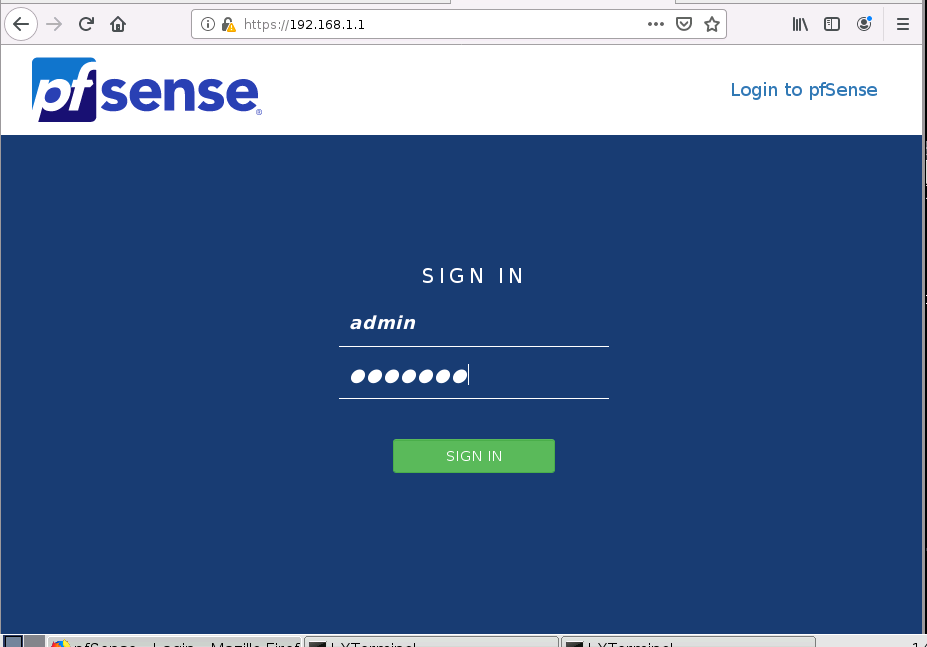 https://192.168.1.1
pfsense®
Login to pfSense
SIGN IN
admin
SIGN IN
pfSense - Login - Mozilla Firef
LXTerminal
LXTerminal